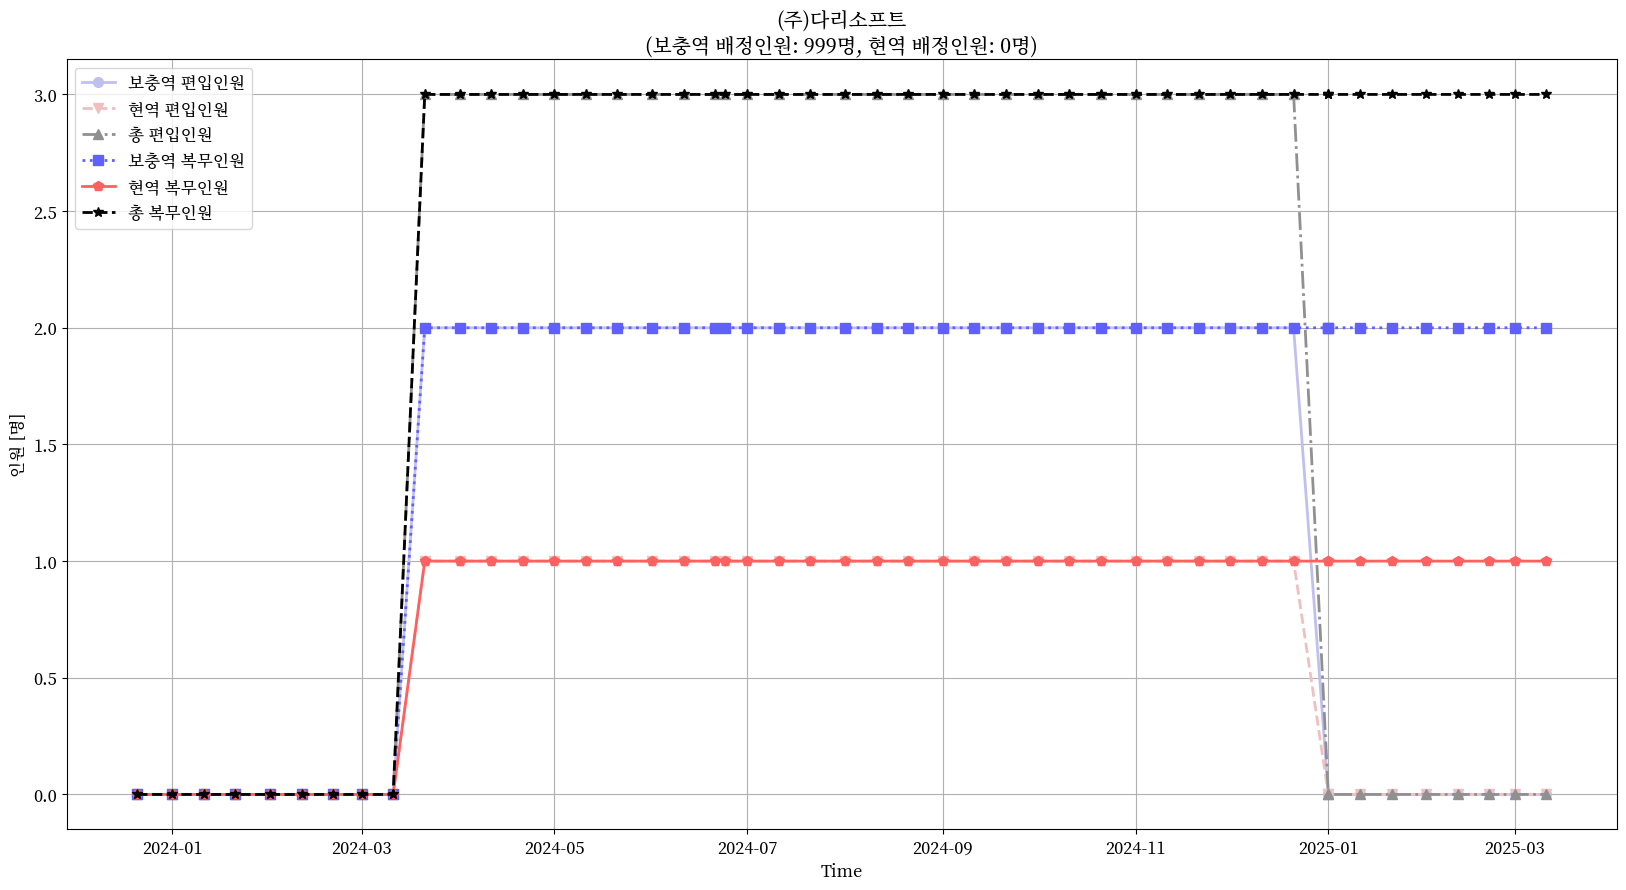 (주)다리소프트
(보충역 배정인원: 999명, 현역 배정인원: 0명)
보충역 편입인원
현역 편입인원
총 편입인원
보충역 복무인원
현역 복무인원
총 복무인원
3.0
2.5
2.0
1.5
1.0
0.5
0.0
인원 [명]
2024-01
2024-03
2024-05
2024-07
2024-09
2024-11
2025-01
2025-03
Time